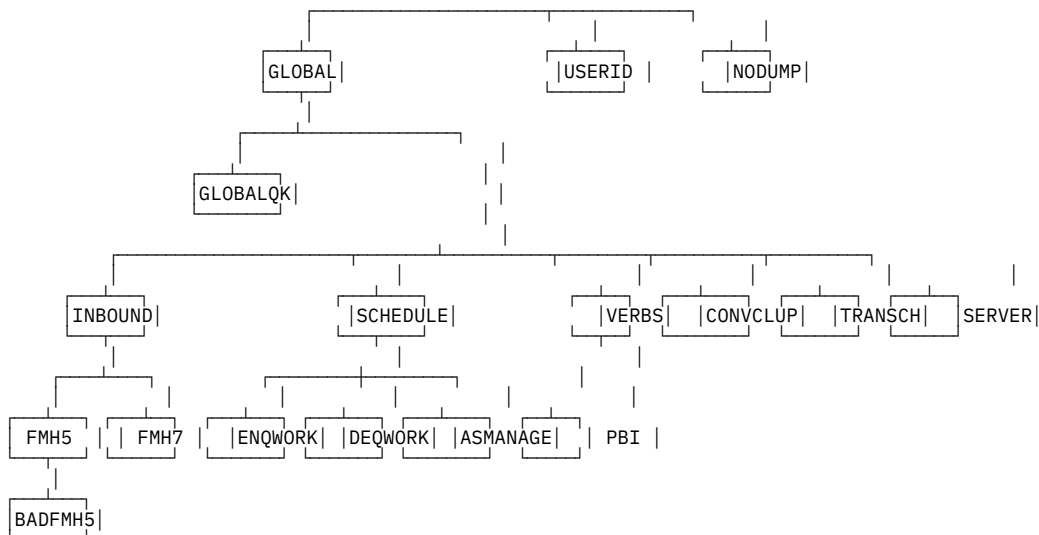 GLOBAL USERID NODUMP
GLOBALQK
INBOUND SCHEDULE VERBS CONVCLUP TRANSCH SERVER
FMH5 FMH7 ENQWORK DEQWORK ASMANAGE PBI
BADFMH5